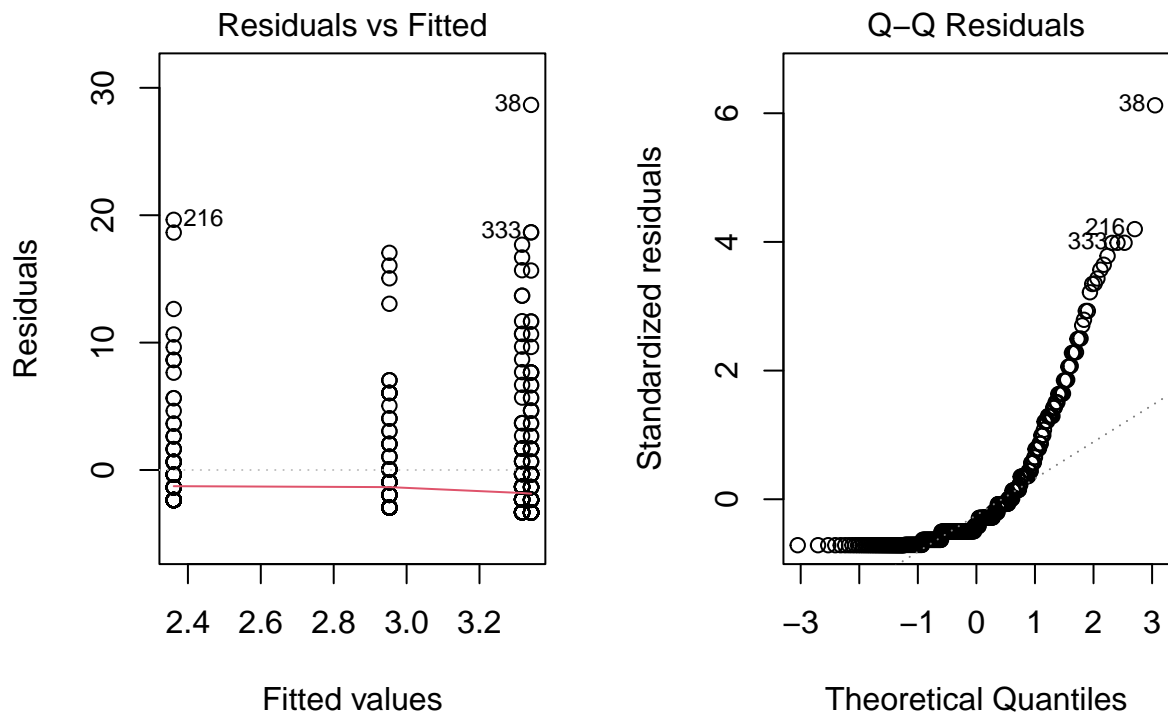 Residuals vs Fitted
Residuals
0 10 20 30
38
216
333
2.4 2.6 2.8 3.0 3.2
Fitted values
Q−Q Residuals
Standardized residuals
0 2 4 6
38
216
333
−3 −1 0 1 2 3
Theoretical Quantiles